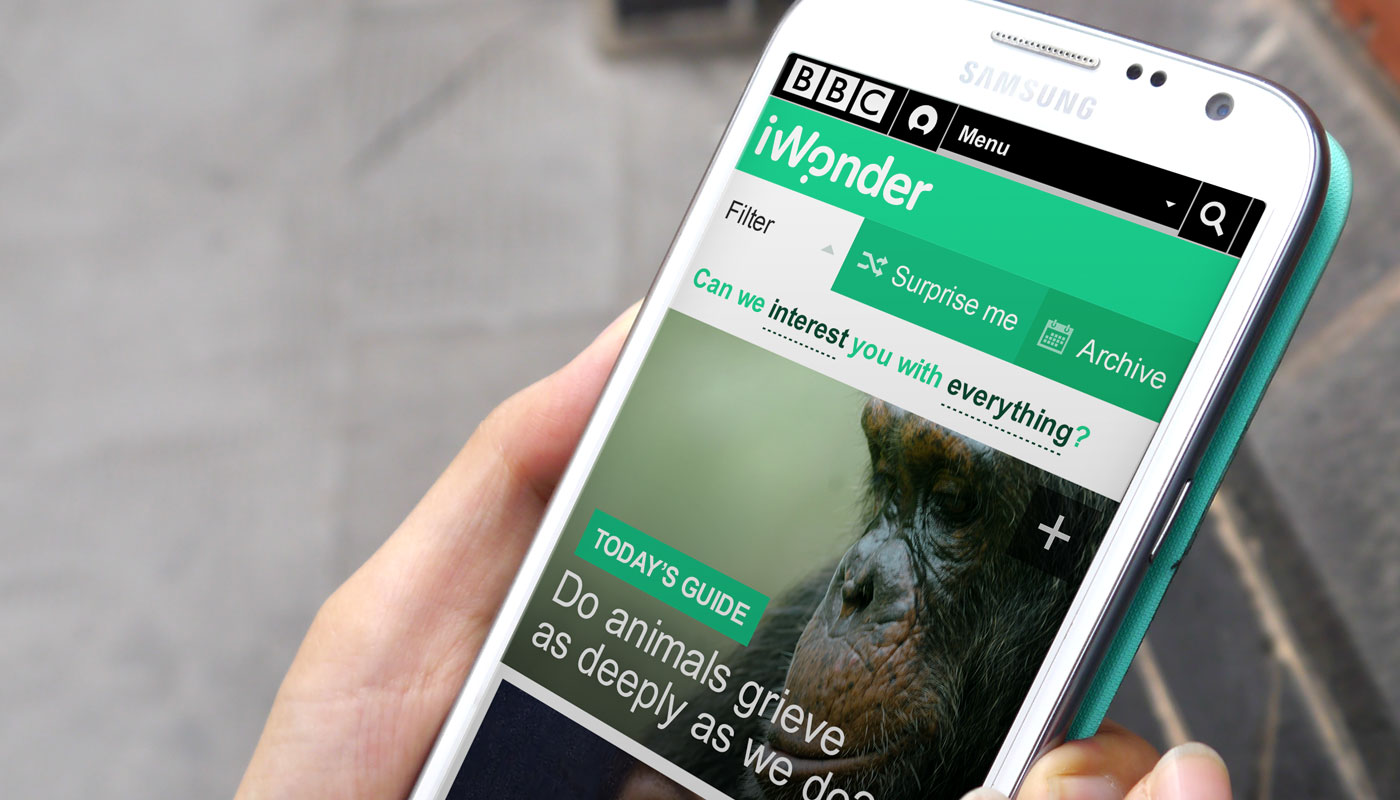 SAMSUNG
BBC
Menu
iWonder
Filter
Surprise me
Archive
Can we interest you with everything?
TODAY'S GUIDE
Do animals grieve
as deeply as we do?